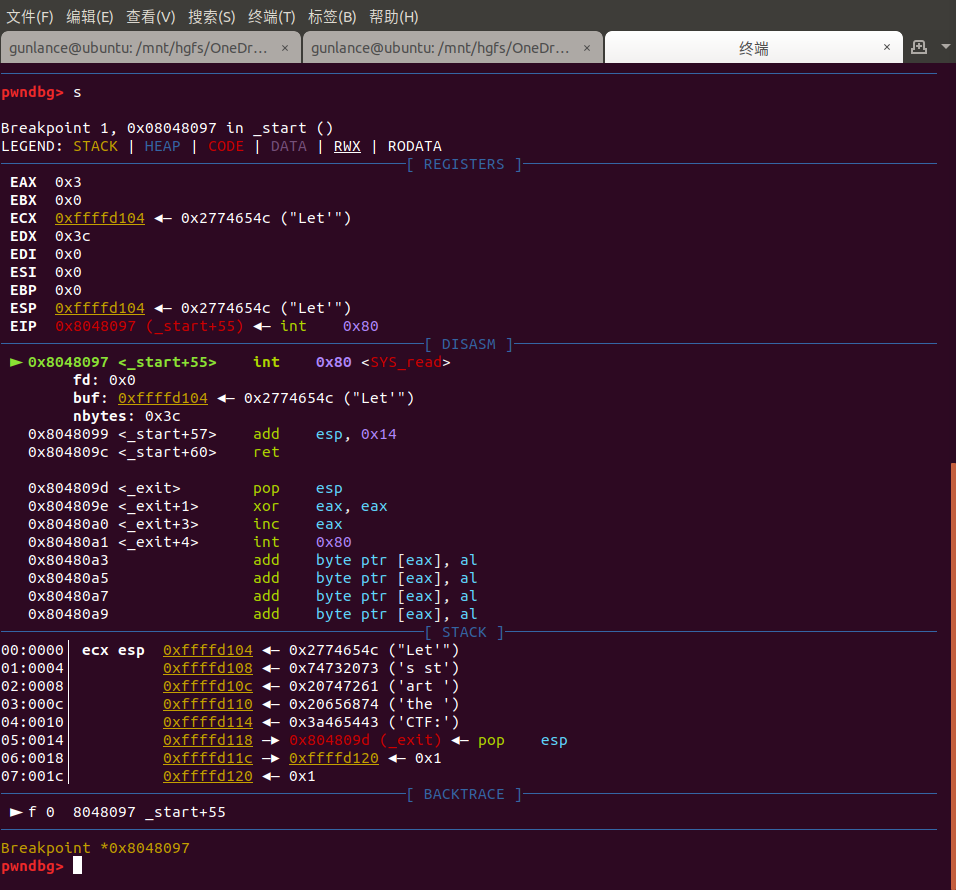 文件(F) 编辑(E) 查看(V) 搜索(S) 终端(T) 标签(B) 帮助(H)
gunlance@ubuntu: /mnt/hgfs/OneDr… × gunlance@ubuntu: /mnt/hgfs/OneDr… × 终端 ×
pwndbg> s
Breakpoint 1, 0x08048097 in _start ()
LEGEND: STACK | HEAP | CODE | DATA | RWX | RODATA
[ REGISTERS ]
EAX 0x3
EBX 0x0
ECX 0xffffd104 ◄— 0x2774654c ("Let'")
EDX 0x3c
EDI 0x0
ESI 0x0
EBP 0x0
ESP 0xffffd104 ◄— 0x2774654c ("Let'")
EIP 0x8048097 (_start+55) ◄— int 0x80
[ DISASM ]
► 0x8048097 <_start+55> int 0x80 <SYS_read>
fd: 0x0
buf: 0xffffd104 ◄— 0x2774654c ("Let'")
nbytes: 0x3c
0x8048099 <_start+57> add esp, 0x14
0x804809c <_start+60> ret
0x804809d <_exit> pop esp
0x804809e <_exit+1> xor eax, eax
0x80480a0 <_exit+3> inc eax
0x80480a1 <_exit+4> int 0x80
0x80480a3 add byte ptr [eax], al
0x80480a5 add byte ptr [eax], al
0x80480a7 add byte ptr [eax], al
0x80480a9 add byte ptr [eax], al
[ STACK ]
00:0000│ ecx esp 0xffffd104 ◄— 0x2774654c ("Let'")
01:0004│ 0xffffd108 ◄— 0x74732073 ('s st')
02:0008│ 0xffffd10c ◄— 0x20747261 ('art ')
03:000c│ 0xffffd110 ◄— 0x20656874 ('the ')
04:0010│ 0xffffd114 ◄— 0x3a465443 ('CTF:')
05:0014│ 0xffffd118 —► 0x804809d (_exit) ◄— pop esp
06:0018│ 0xffffd11c —► 0xffffd120 ◄— 0x1
07:001c│ 0xffffd120 ◄— 0x1
[ BACKTRACE ]
► f 0 8048097 _start+55
Breakpoint *0x8048097
pwndbg>